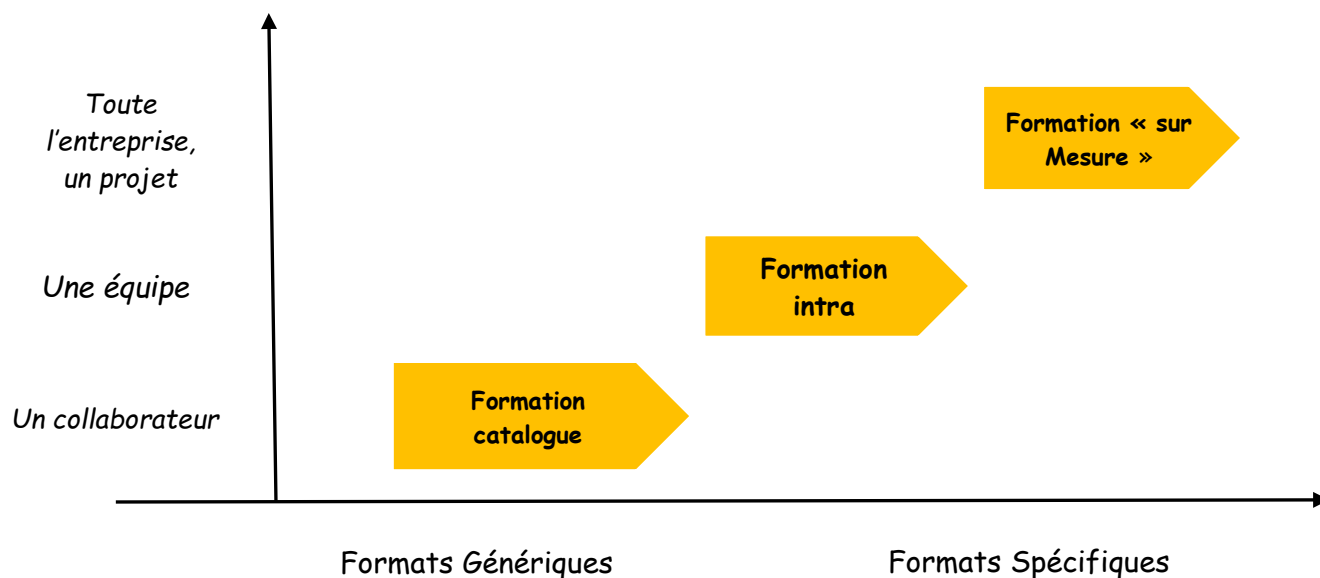 Toute
l'entreprise,
un projet
Formation « sur
Mesure »
Une équipe
Formation
intra
Un collaborateur
Formation
catalogue
Formats Génériques
Formats Spécifiques